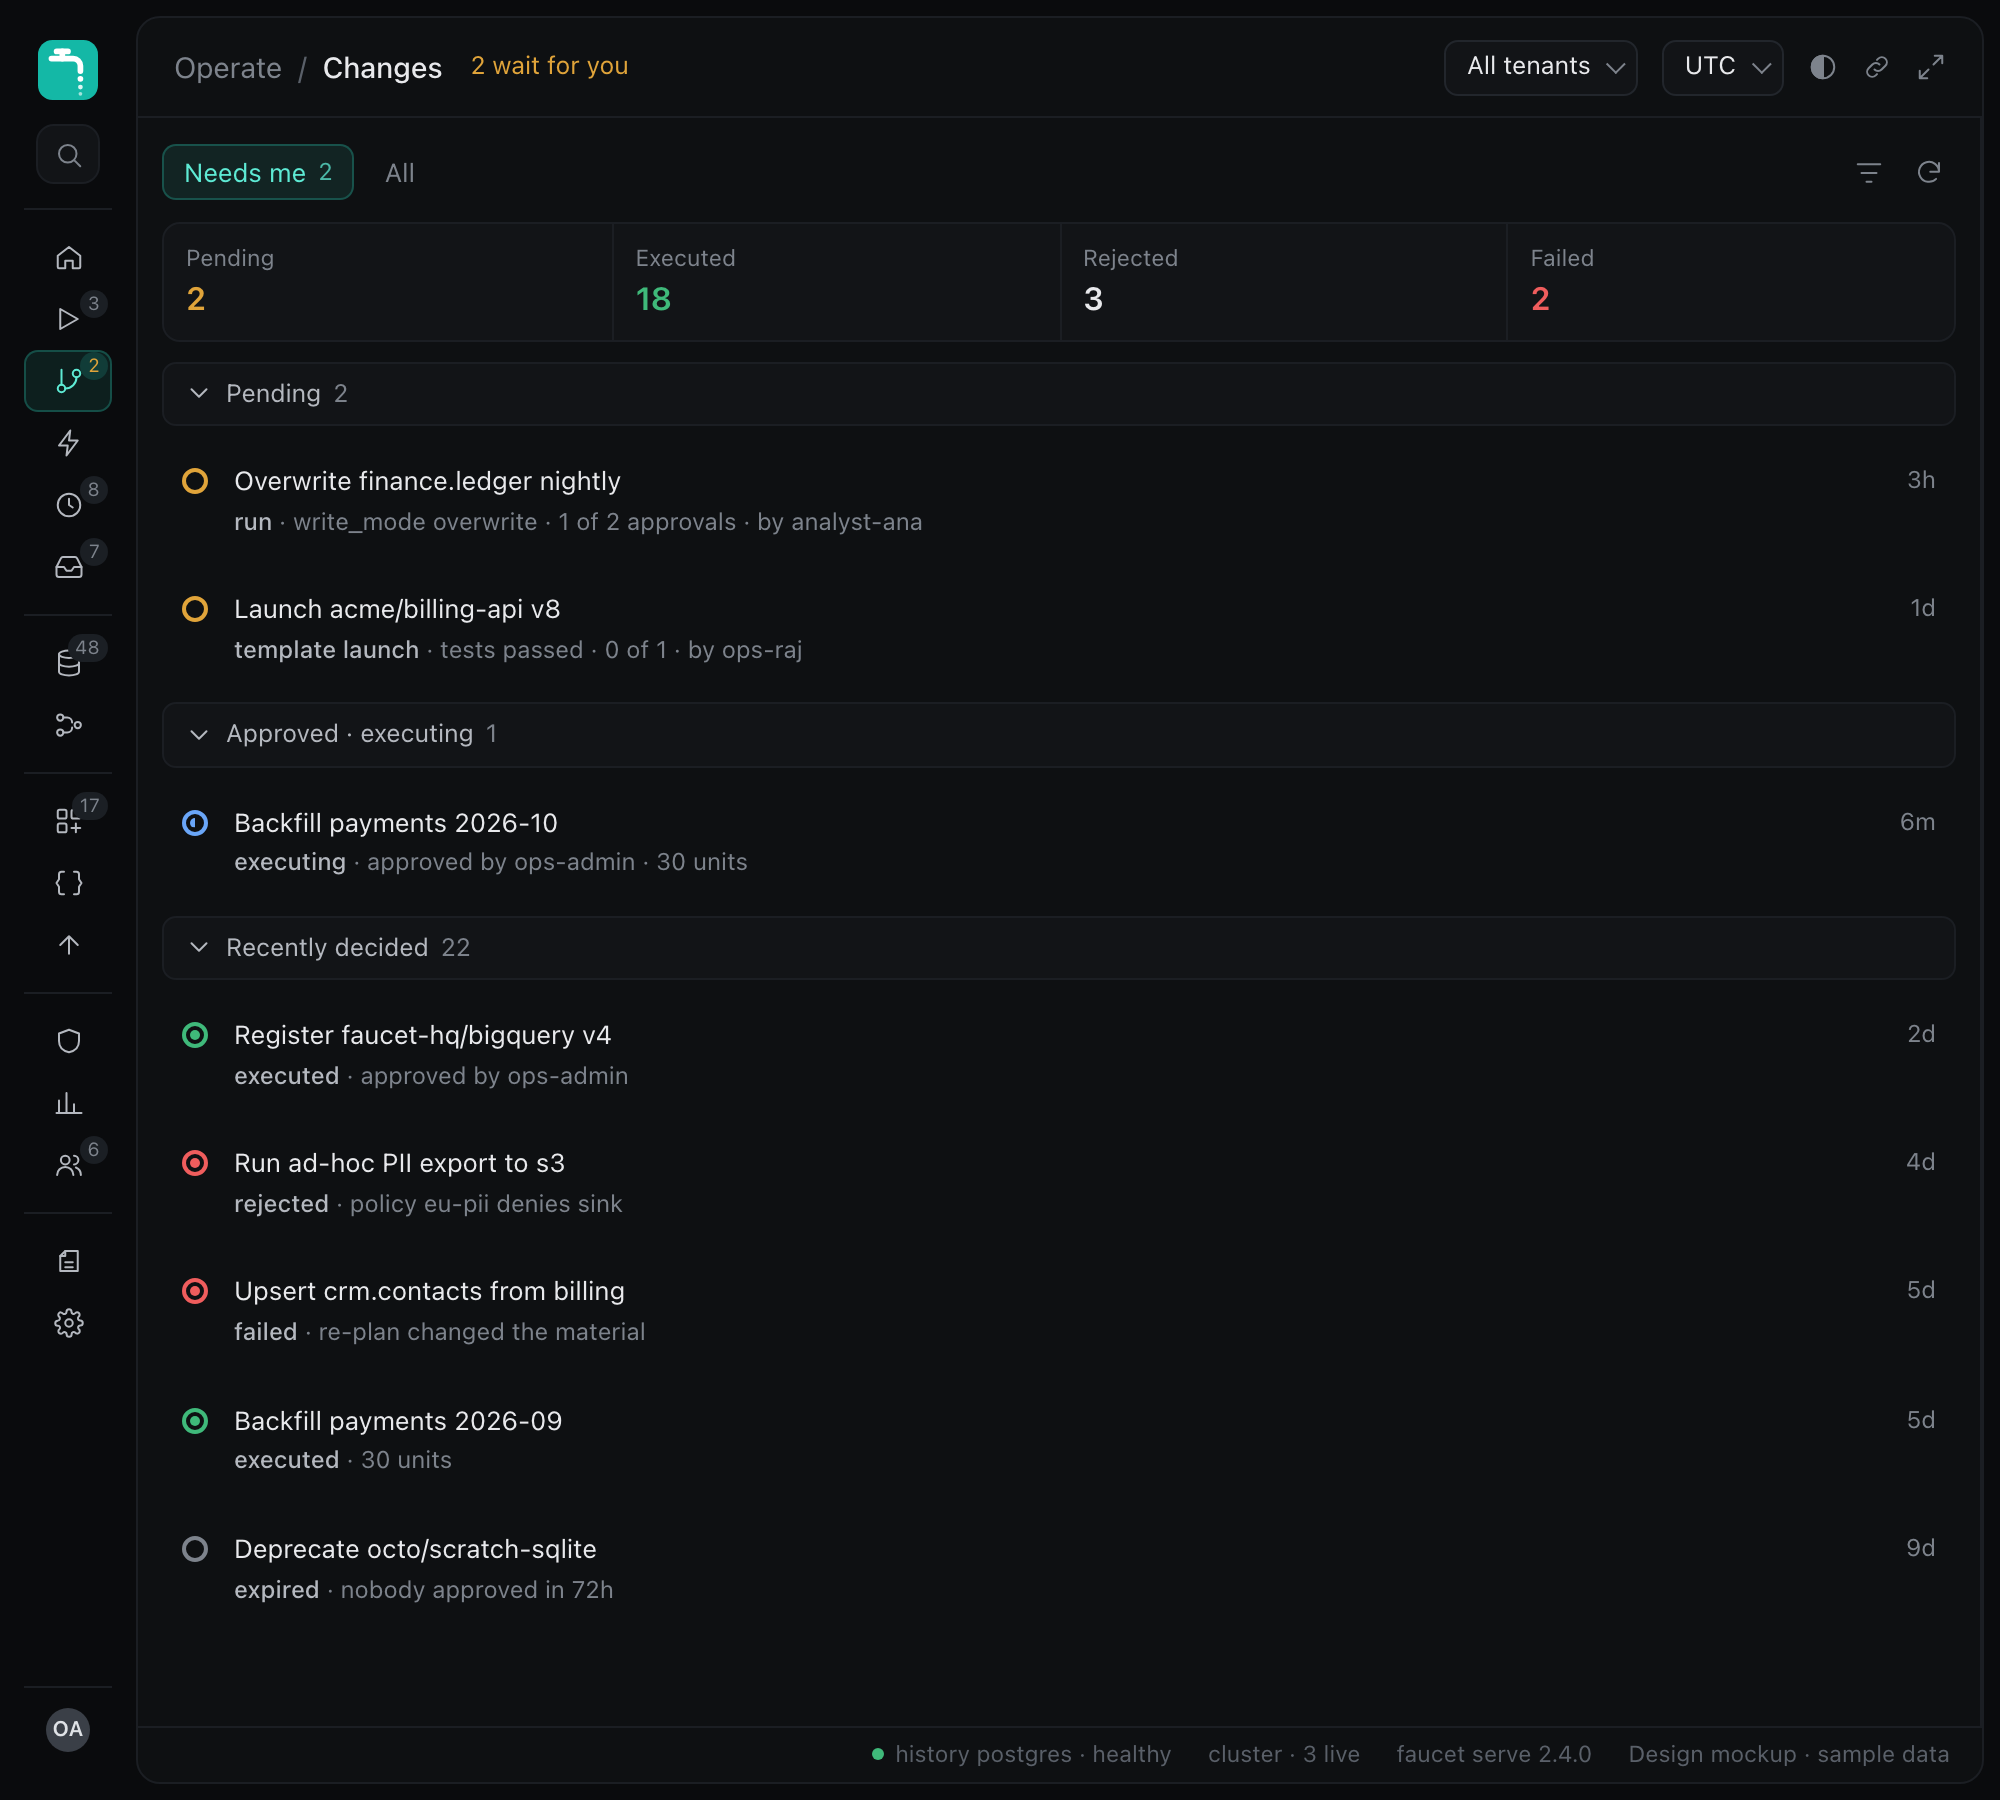 Operate / Changes 2 wait for you
All tenants
UTC
Needs me 2
All
Pending
2
Executed
18
Rejected
3
Failed
2
Pending 2
Overwrite finance.ledger nightly
3h
run · write_mode overwrite · 1 of 2 approvals · by analyst-ana
Launch acme/billing-api v8
1d
template launch · tests passed · 0 of 1 · by ops-raj
Approved · executing 1
Backfill payments 2026-10
6m
executing · approved by ops-admin · 30 units
Recently decided 22
Register faucet-hq/bigquery v4
2d
executed · approved by ops-admin
Run ad-hoc PII export to s3
4d
rejected · policy eu-pii denies sink
Upsert crm.contacts from billing
5d
failed · re-plan changed the material
Backfill payments 2026-09
5d
executed · 30 units
Deprecate octo/scratch-sqlite
9d
expired · nobody approved in 72h
3
2
8
7
48
17
6
OA
history postgres · healthy
cluster · 3 live
faucet serve 2.4.0
Design mockup · sample data